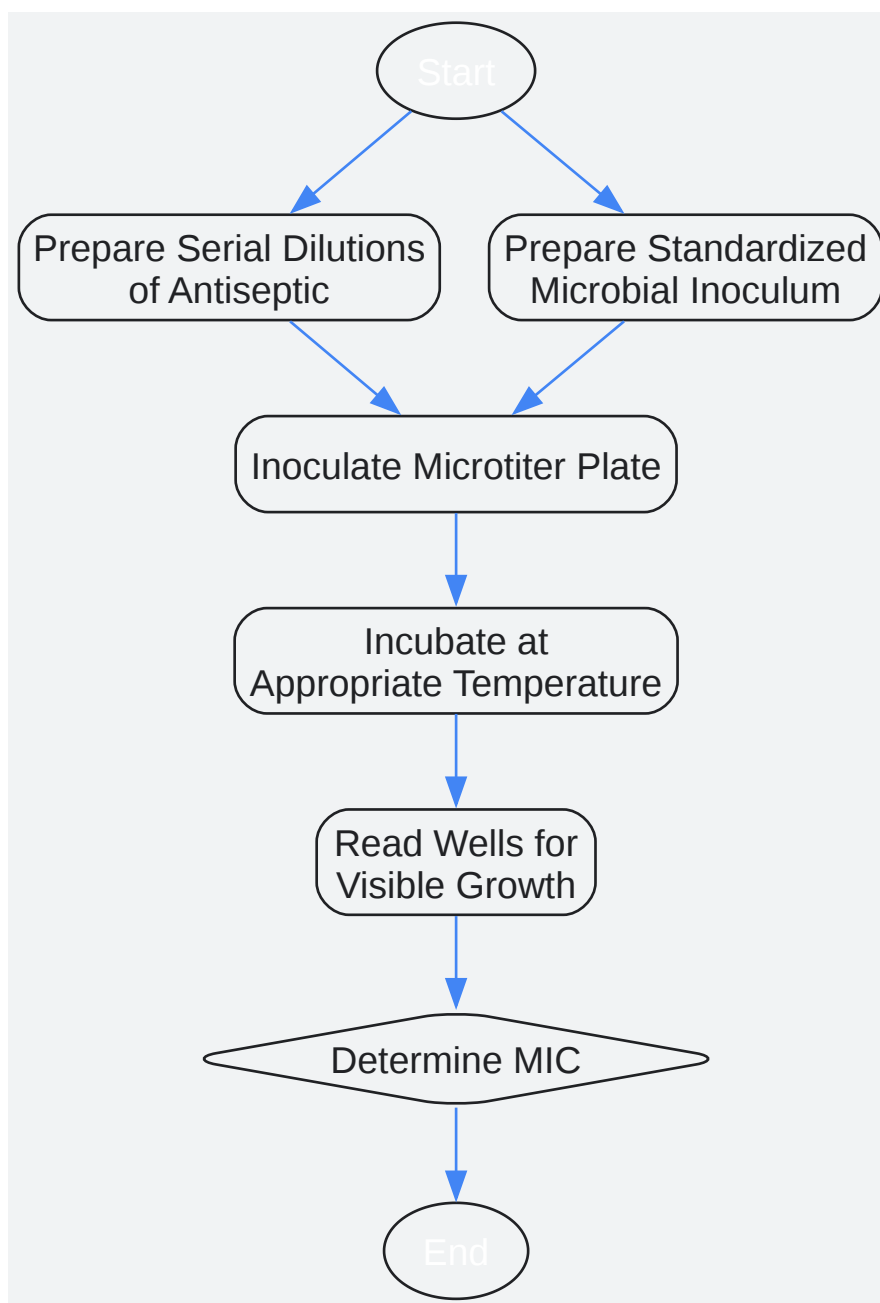 Start
Prepare Serial Dilutions
of Antiseptic
Prepare Standardized
Microbial Inoculum
Inoculate Microtiter Plate
Incubate at
Appropriate Temperature
Read Wells for
Visible Growth
Determine MIC
End